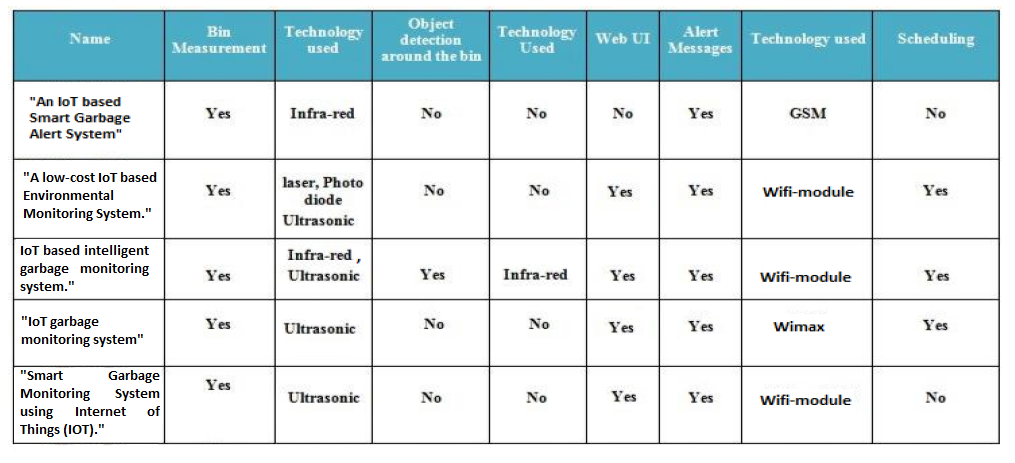 Name
Bin
Measurement
Technology
used
Object
detection
around the bin
Technology
Used
Web UI
Alert
Messages
Technology used
Scheduling
"An IoT based
Smart Garbage
Alert System"
Yes
Infra-red
No
No
No
Yes
GSM
No
"A low-cost IoT based
Environmental
Monitoring System."
Yes
laser, Photo
diode
Ultrasonic
No
No
Yes
Yes
Wifi-module
Yes
IoT based intelligent
garbage monitoring
system."
Yes
Infra-red ,
Ultrasonic
Yes
Infra-red
Yes
Yes
Wifi-module
Yes
"IoT garbage
monitoring system"
Yes
Ultrasonic
No
No
Yes
Yes
Wimax
Yes
"Smart Garbage
Monitoring System
using Internet of
Things (IOT)."
Yes
Ultrasonic
No
No
Yes
Yes
Wifi-module
No